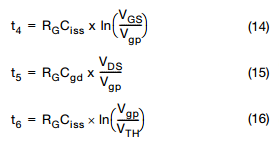 t4 = RGCiss x ln(VGS/Vgp) (14)
t5 = RGCgd x VDS/Vgp (15)
t6 = RGCiss × ln(Vgp/VTH) (16)